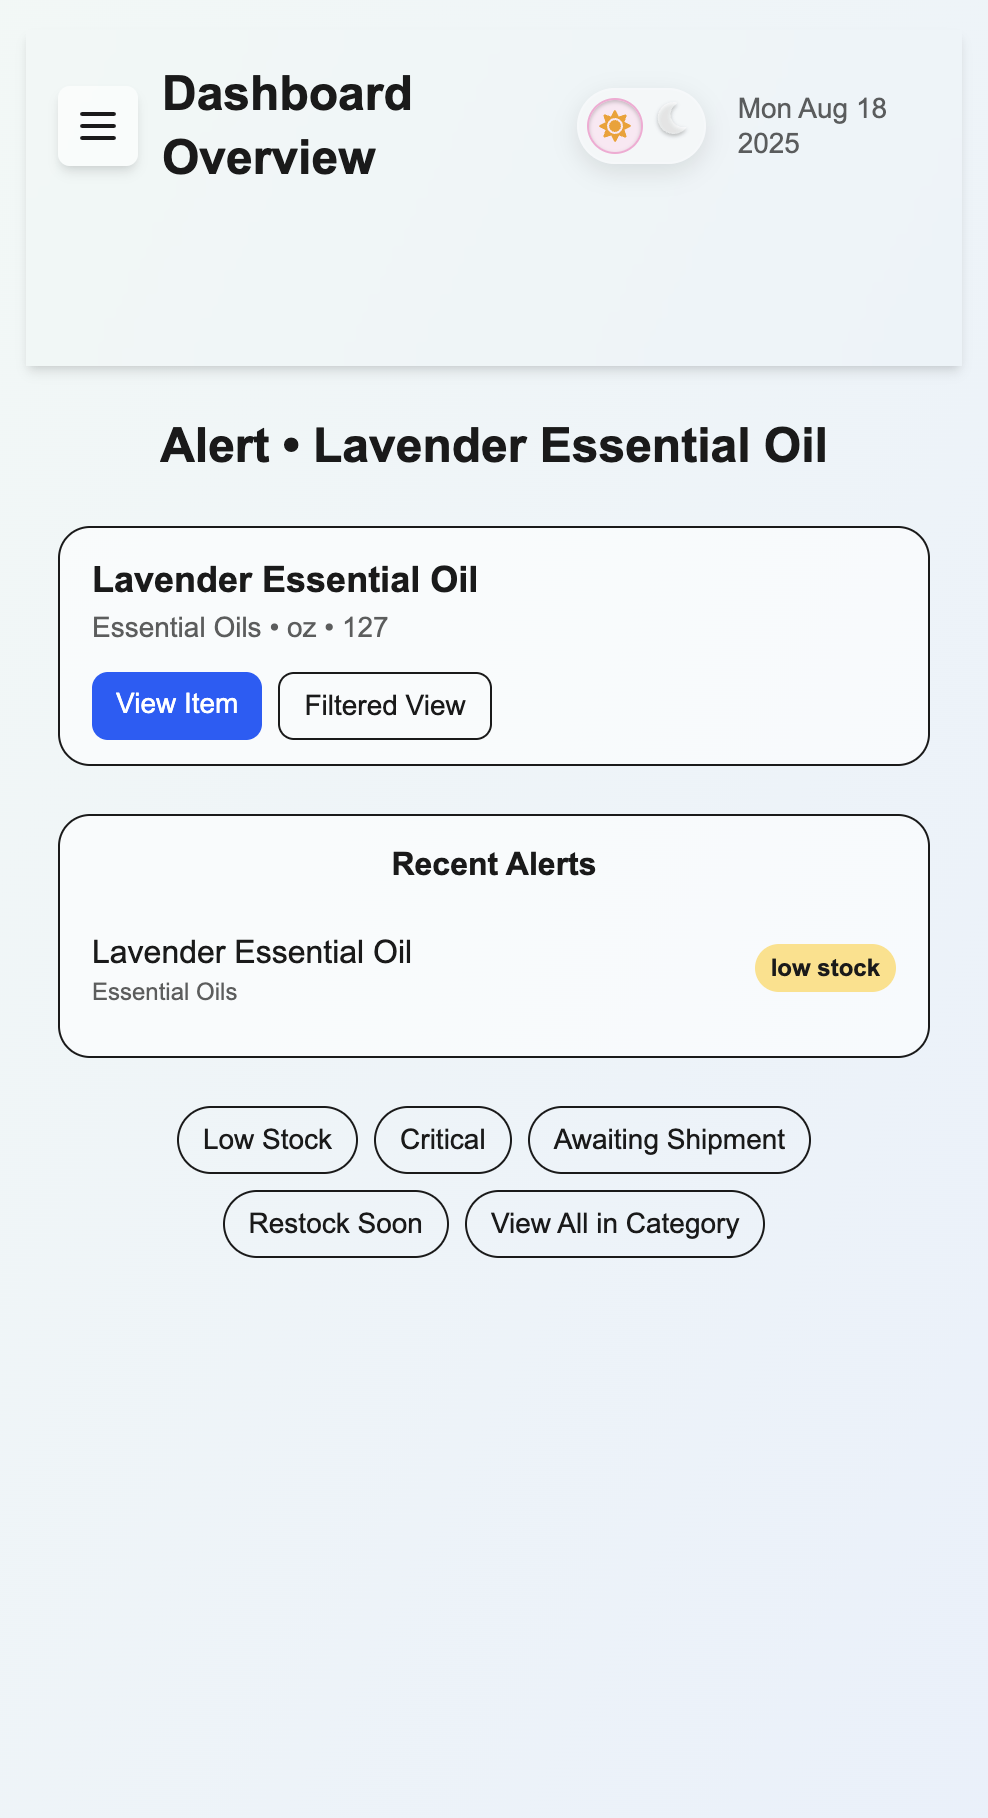 Dashboard
Overview
Mon Aug 18
2025
Alert • Lavender Essential Oil
Lavender Essential Oil
Essential Oils • oz • 127
View Item
Filtered View
Recent Alerts
Lavender Essential Oil
Essential Oils
low stock
Low Stock
Critical
Awaiting Shipment
Restock Soon
View All in Category